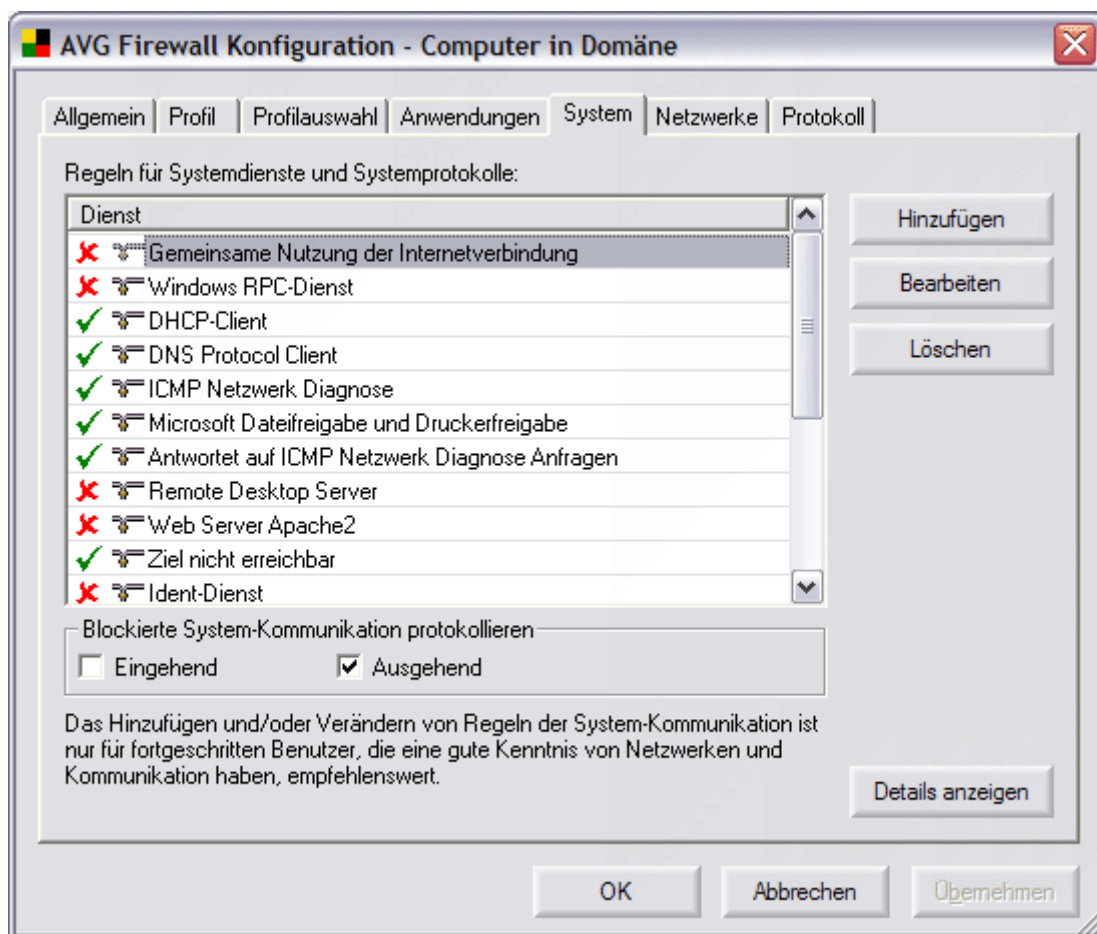 AVG Firewall Konfiguration - Computer in Domäne
Allgemein Profil Profilauswahl Anwendungen System Netzwerke Protokoll
Regeln für Systemdienste und Systemprotokolle:
Dienst
Gemeinsame Nutzung der Internetverbindung
Windows RPC-Dienst
DHCP-Client
DNS Protocol Client
ICMP Netzwerk Diagnose
Microsoft Dateifreigabe und Druckerfreigabe
Antwortet auf ICMP Netzwerk Diagnose Anfragen
Remote Desktop Server
Web Server Apache2
Ziel nicht erreichbar
Ident-Dienst
Hinzufügen
Bearbeiten
Löschen
Blockierte System-Kommunikation protokollieren
Eingehend Ausgehend
Das Hinzufügen und/oder Verändern von Regeln der System-Kommunikation ist
nur für fortgeschritten Benutzer, die eine gute Kenntnis von Netzwerken und
Kommunikation haben, empfehlenswert.
Details anzeigen
OK Abbrechen Übernehmen